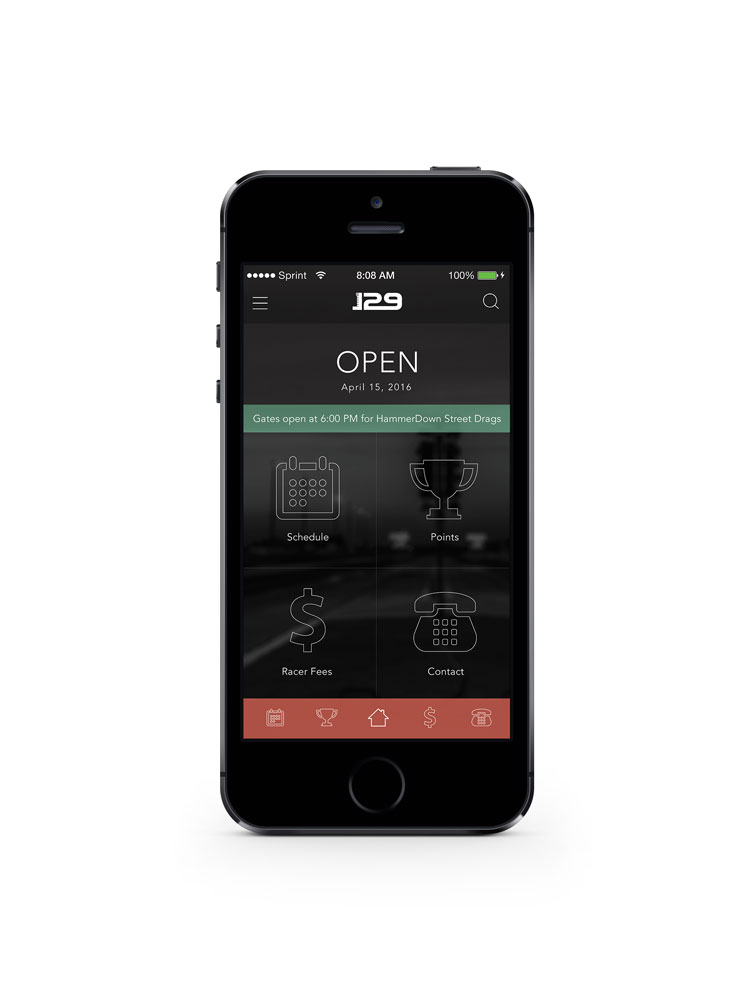 Sprint 8:08 AM 100%
129
OPEN
April 15, 2016
Gates open at 6:00 PM for HammerDown Street Drags
Schedule Points
$ 
Racer Fees Contact
$